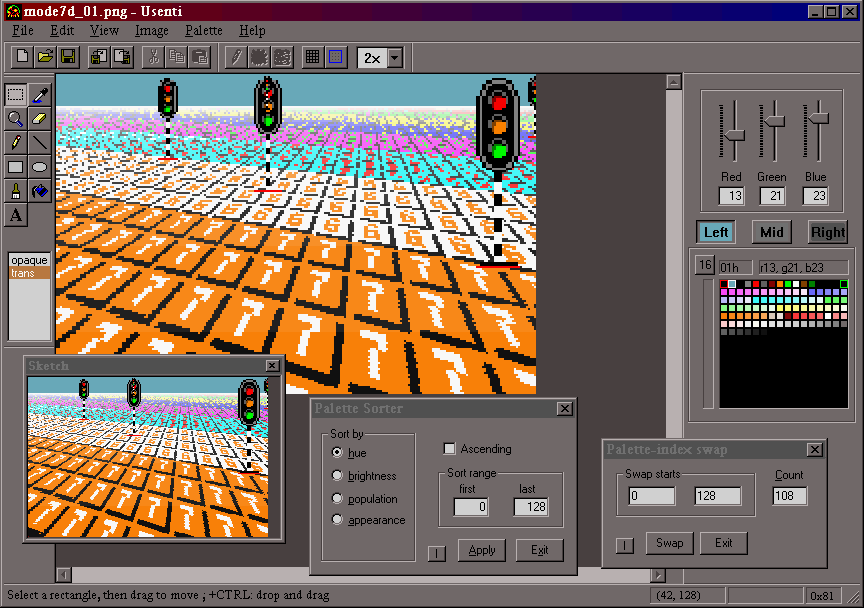 mode7d_01.png - Usenti
File Edit View Image Palette Help
2x
A
opaque
trans
Red Green Blue
13 21 23
Left Mid Right
16 01h r13, g21, b23
Sketch
Palette Sorter
Sort by
hue
brightness
population
appearance
Ascending
Sort range
first last
0 128
Apply Exit
Palette-index swap
Swap starts
0 128
Count
108
Swap Exit
Select a rectangle, then drag to move ; +CTRL: drop and drag
(42, 128)
0x81